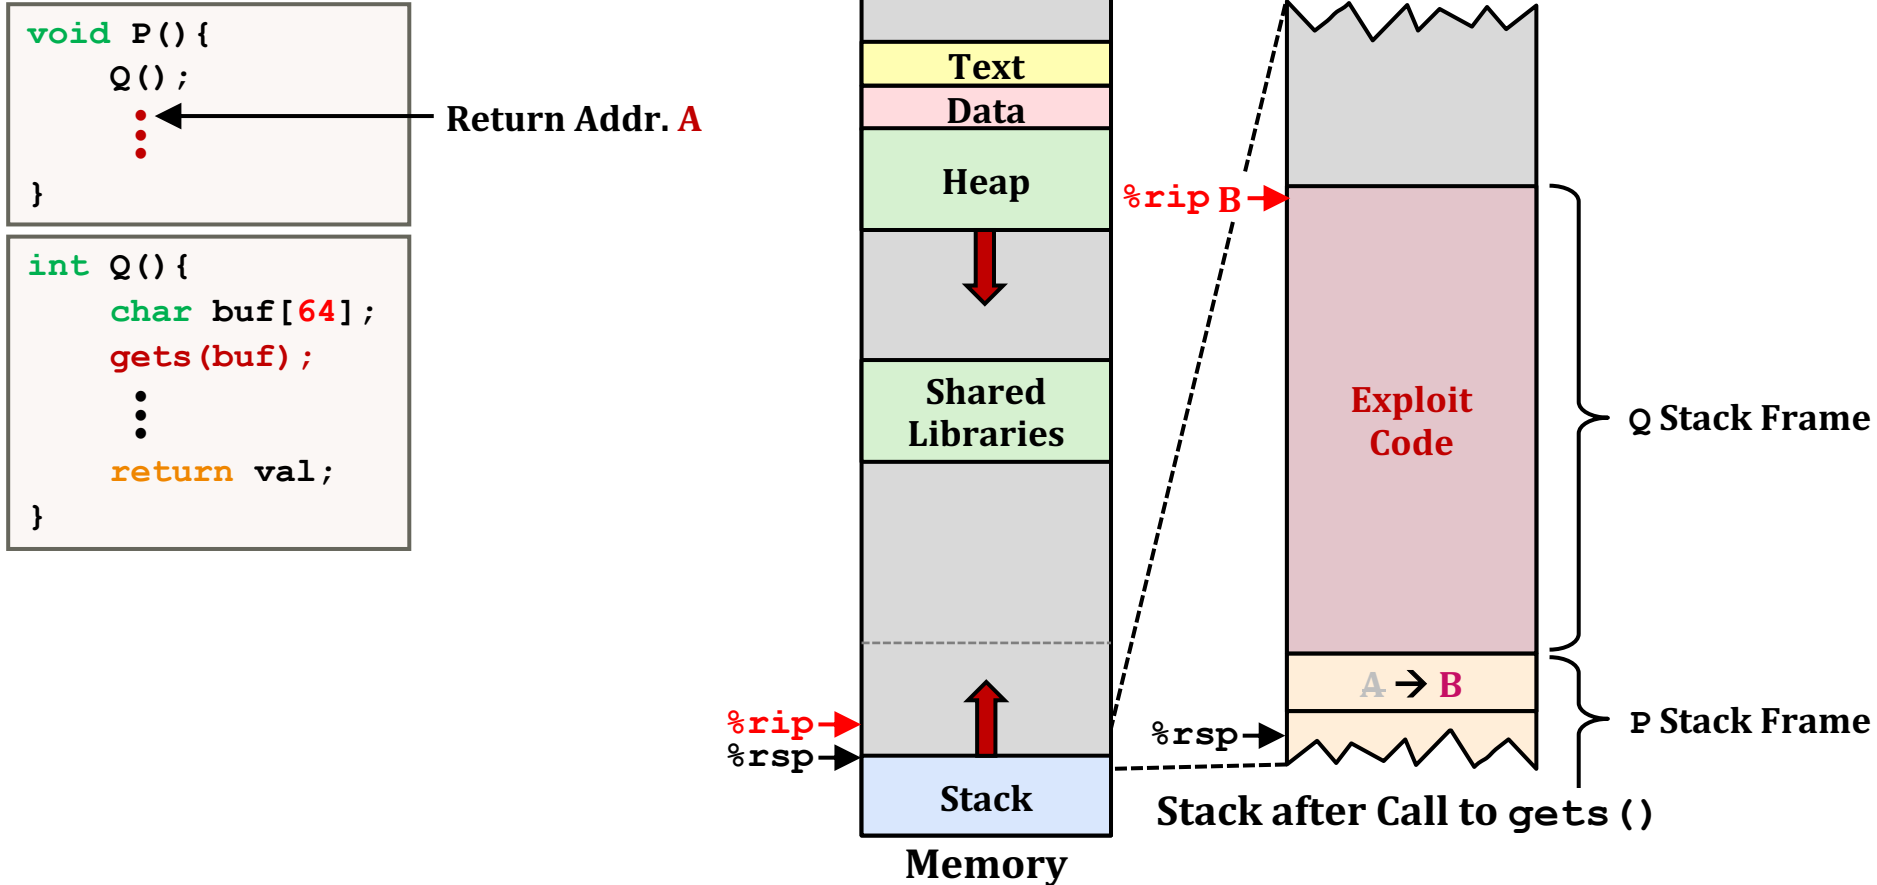 void P(){
Q();
}
Return Addr. A
int Q(){
char buf[64];
gets(buf);
return val;
}
Text
Data
Heap
Shared
Libraries
%rip
%rsp
Stack
Memory
%rip B
Exploit
Code
Q Stack Frame
A → B
%rsp
P Stack Frame
Stack after Call to gets()